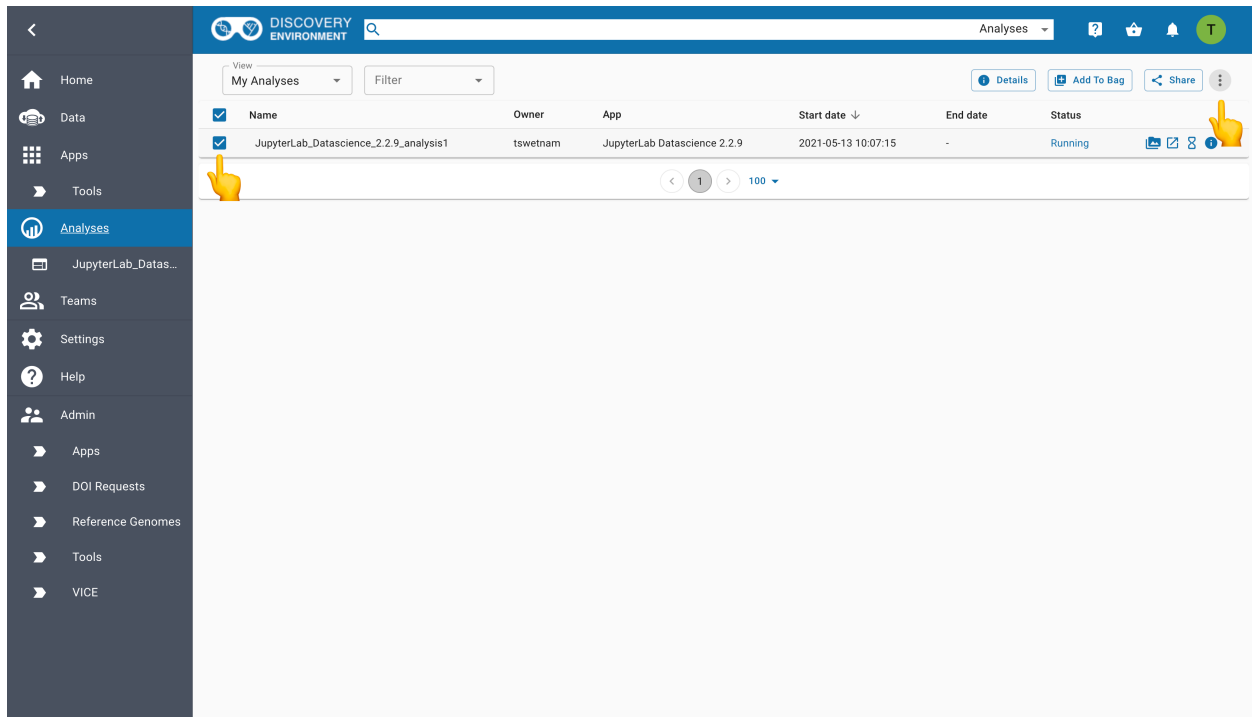 DISCOVERY
ENVIRONMENT
Analyses
T
Home
Data
Apps
Tools
Analyses
JupyterLab_Datas...
Teams
Settings
Help
Admin
Apps
DOI Requests
Reference Genomes
Tools
VICE
View
My Analyses
Filter
Details
Add To Bag
Share
Name Owner App Start date End date Status
JupyterLab_Datascience_2.2.9_analysis1 tswetnam JupyterLab Datascience 2.2.9 2021-05-13 10:07:15 - Running
1 100